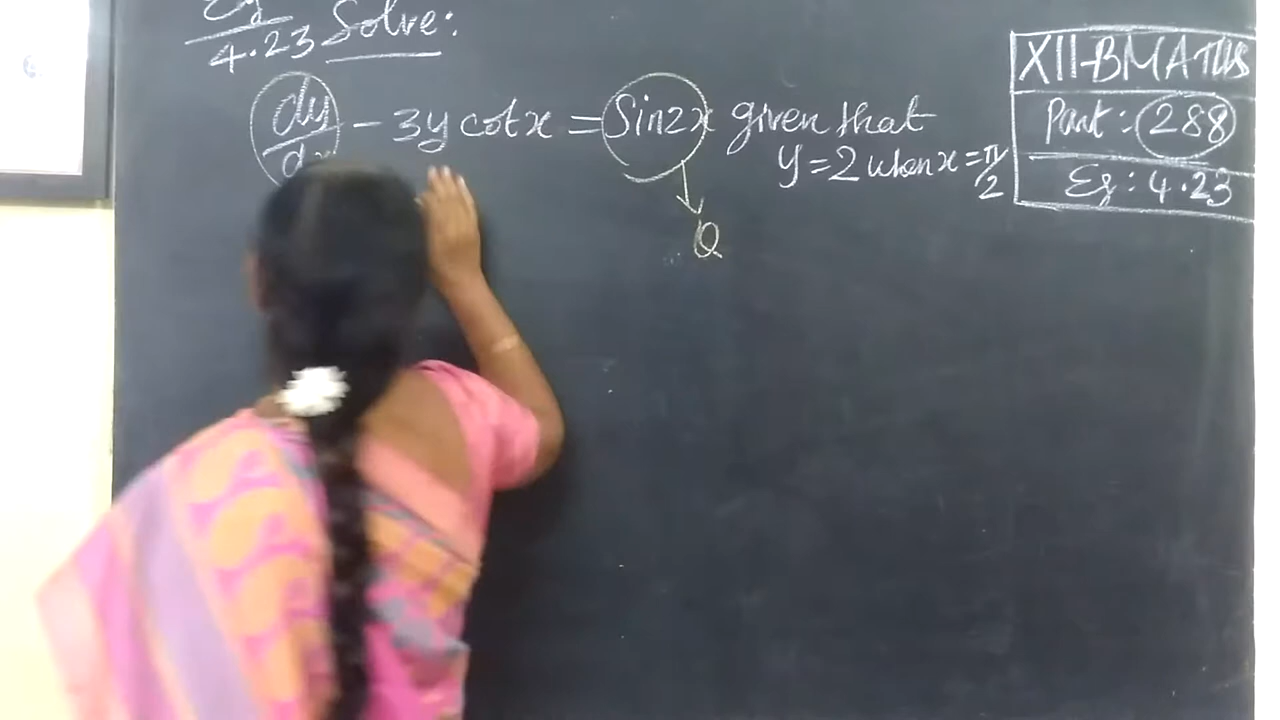 Eg
4.23 Solve:
dy/dx - 3y cotx = Sin2x given that
y = 2 when x = π/2
Q
XII-BMATHS
Part: 288
Eg: 4.23